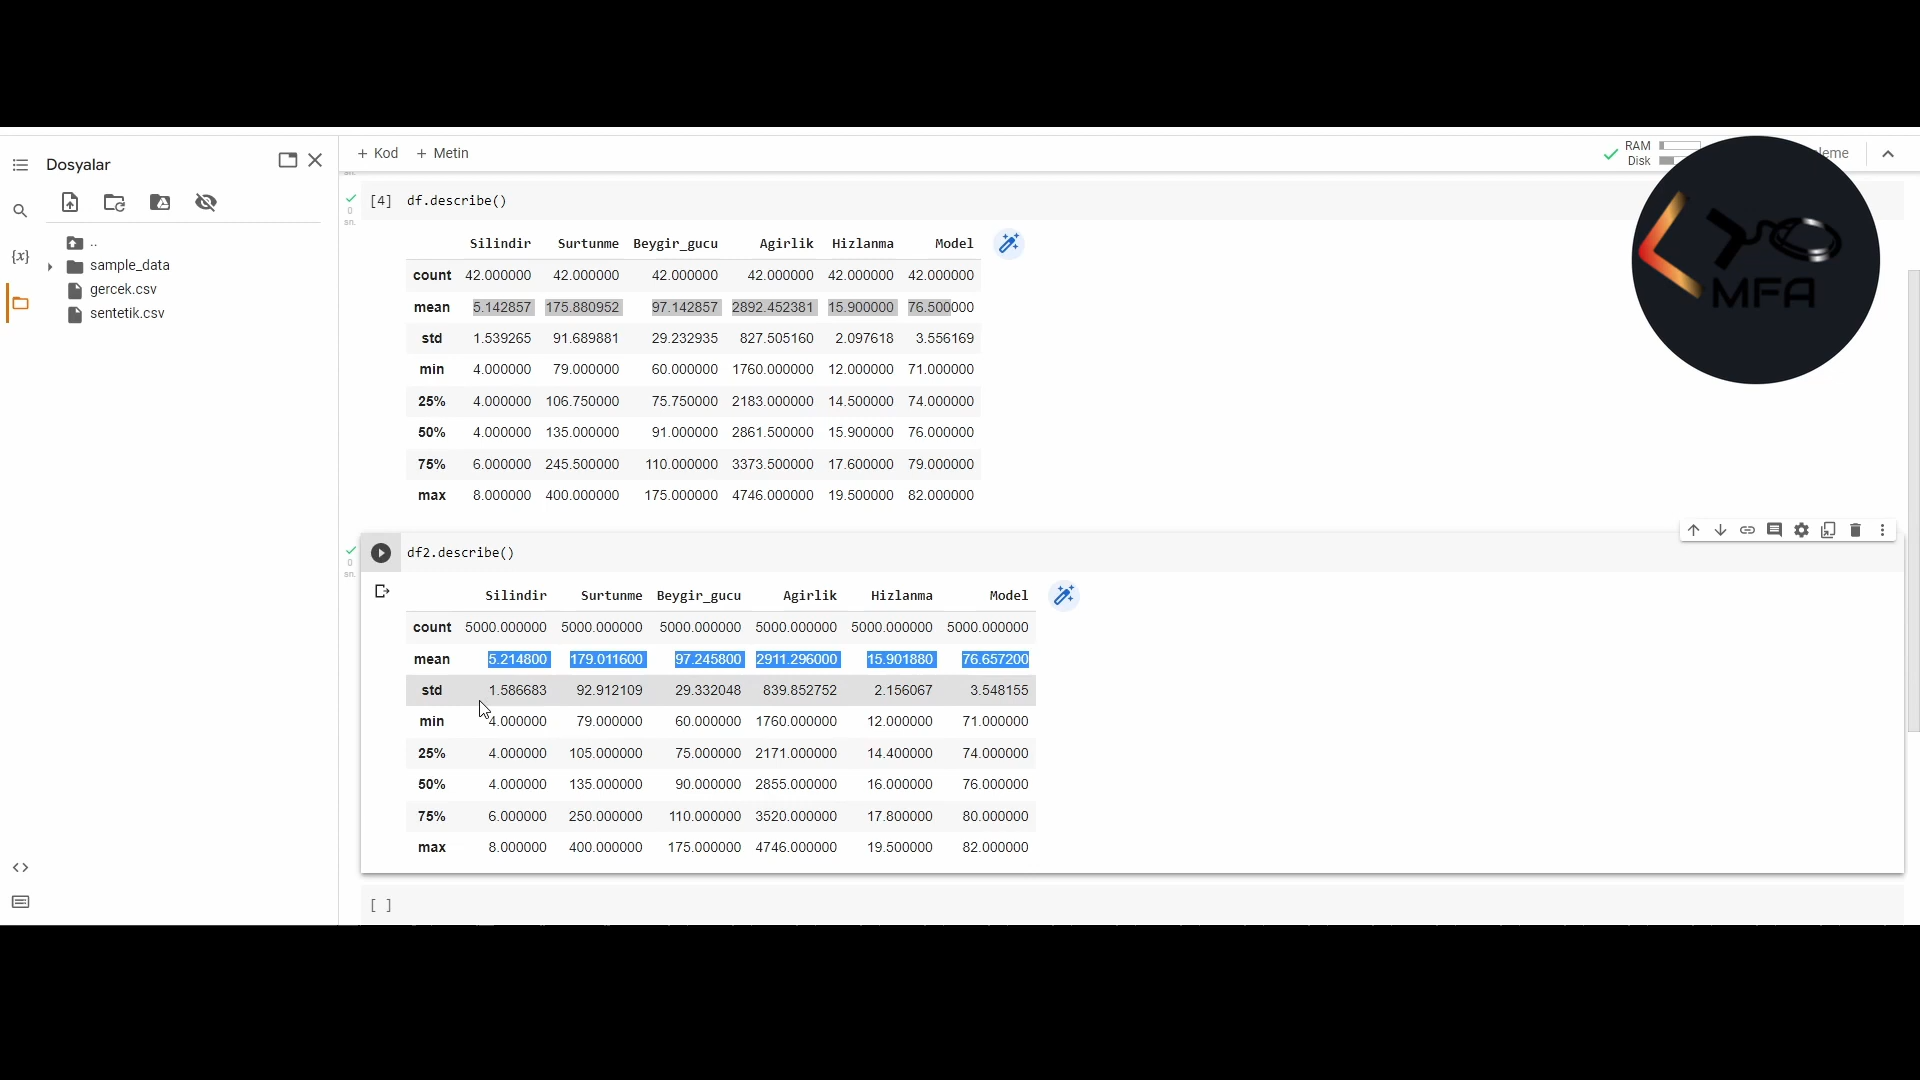 Dosyalar
+ Kod + Metin
RAM
Disk
leme
..
sample_data
gercek.csv
sentetik.csv
{x}
sn.
0
sn.
[4] df.describe()
Silindir Surtunme Beygir_gucu Agirlik Hizlanma Model
count 42.000000 42.000000 42.000000 42.000000 42.000000 42.000000
mean 5.142857 175.880952 97.142857 2892.452381 15.900000 76.500000
std 1.539265 91.689881 29.232935 827.505160 2.097618 3.556169
min 4.000000 79.000000 60.000000 1760.000000 12.000000 71.000000
25% 4.000000 106.750000 75.750000 2183.000000 14.500000 74.000000
50% 4.000000 135.000000 91.000000 2861.500000 15.900000 76.000000
75% 6.000000 245.500000 110.000000 3373.500000 17.600000 79.000000
max 8.000000 400.000000 175.000000 4746.000000 19.500000 82.000000
MFA
0
sn.
df2.describe()
Silindir Surtunme Beygir_gucu Agirlik Hizlanma Model
count 5000.000000 5000.000000 5000.000000 5000.000000 5000.000000 5000.000000
mean 5.214800 179.011600 97.245800 2911.296000 15.901880 76.657200
std 1.586683 92.912109 29.332048 839.852752 2.156067 3.548155
min 4.000000 79.000000 60.000000 1760.000000 12.000000 71.000000
25% 4.000000 105.000000 75.000000 2171.000000 14.400000 74.000000
50% 4.000000 135.000000 90.000000 2855.000000 16.000000 76.000000
75% 6.000000 250.000000 110.000000 3520.000000 17.800000 80.000000
max 8.000000 400.000000 175.000000 4746.000000 19.500000 82.000000
[ ]